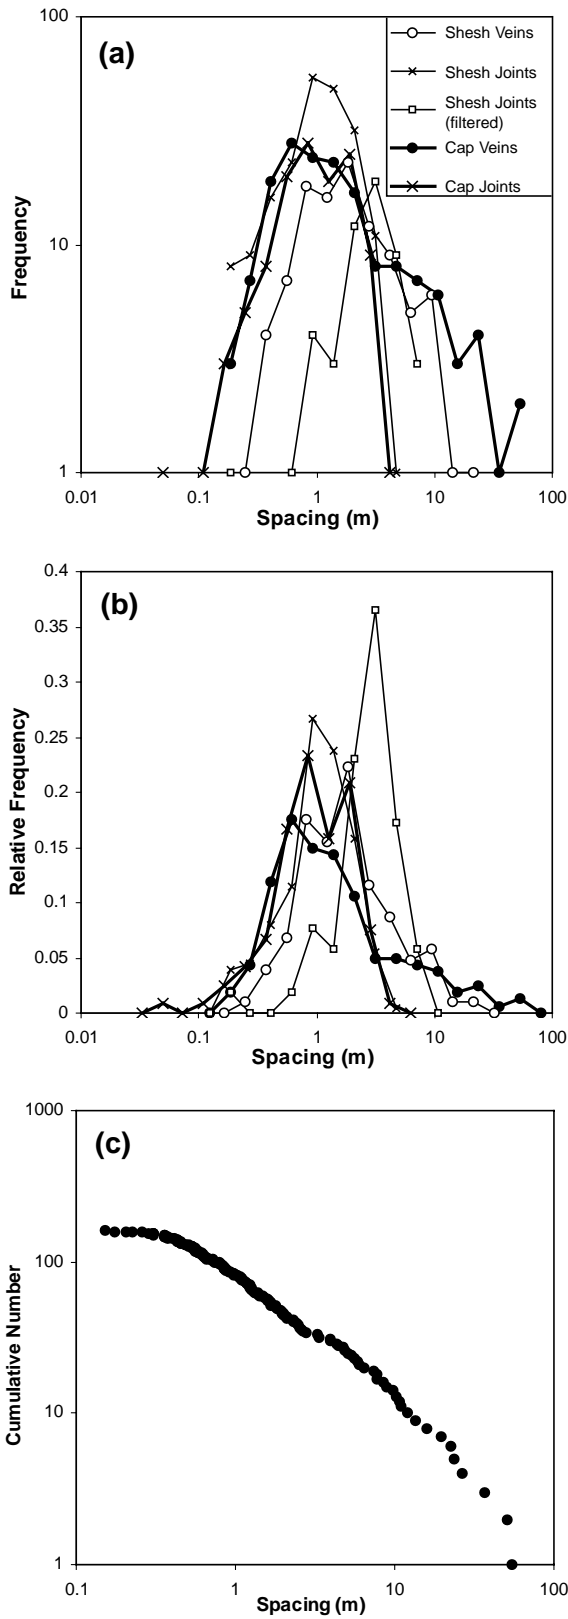 100
(a)
Shesh Veins
Shesh Joints
Shesh Joints
(filtered)
Cap Veins
Cap Joints
Frequency
10
1
0.01
0.1
1
10
100
Spacing (m)
0.4
(b)
0.35
0.3
0.25
Relative Frequency
0.2
0.15
0.1
0.05
0
0.01
0.1
1
10
100
Spacing (m)
1000
(c)
100
Cumulative Number
10
1
0.1
1
10
100
Spacing (m)